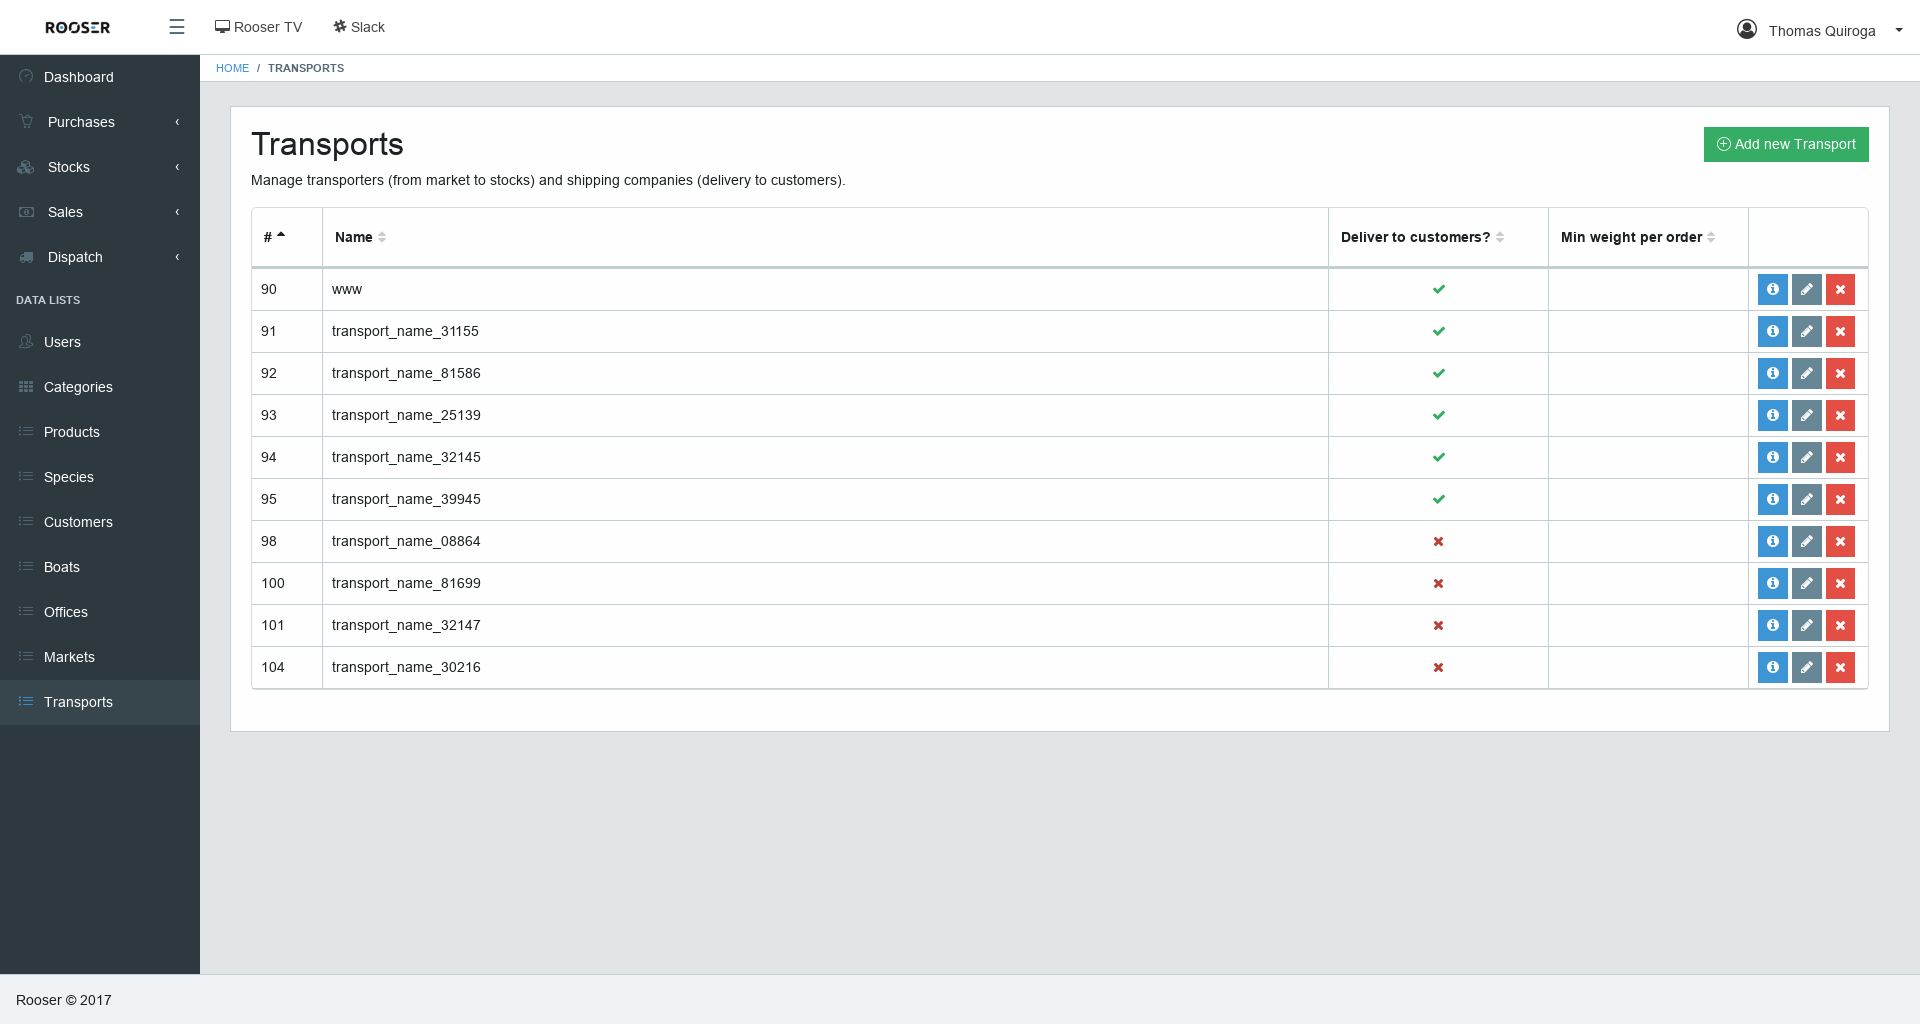 ROOSER
Rooser TV
Slack
Thomas Quiroga
HOME / TRANSPORTS
Dashboard
Purchases
Stocks
Sales
Dispatch
DATA LISTS
Users
Categories
Products
Species
Customers
Boats
Offices
Markets
Transports
Transports
Add new Transport
Manage transporters (from market to stocks) and shipping companies (delivery to customers).
# Name Deliver to customers? Min weight per order
90 www
91 transport_name_31155
92 transport_name_81586
93 transport_name_25139
94 transport_name_32145
95 transport_name_39945
98 transport_name_08864
100 transport_name_81699
101 transport_name_32147
104 transport_name_30216
Rooser © 2017